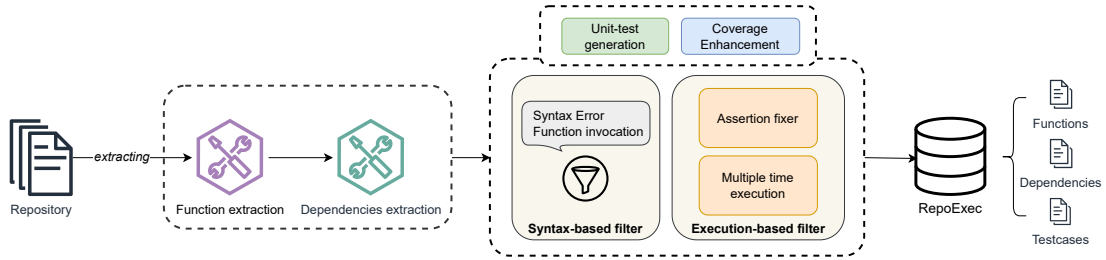 Repository
extracting
Function extraction
Dependencies extraction
Unit-test
generation
Coverage
Enhancement
Syntax Error
Function invocation
Syntax-based filter
Assertion fixer
Multiple time
execution
Execution-based filter
RepoExec
Functions
Dependencies
Testcases